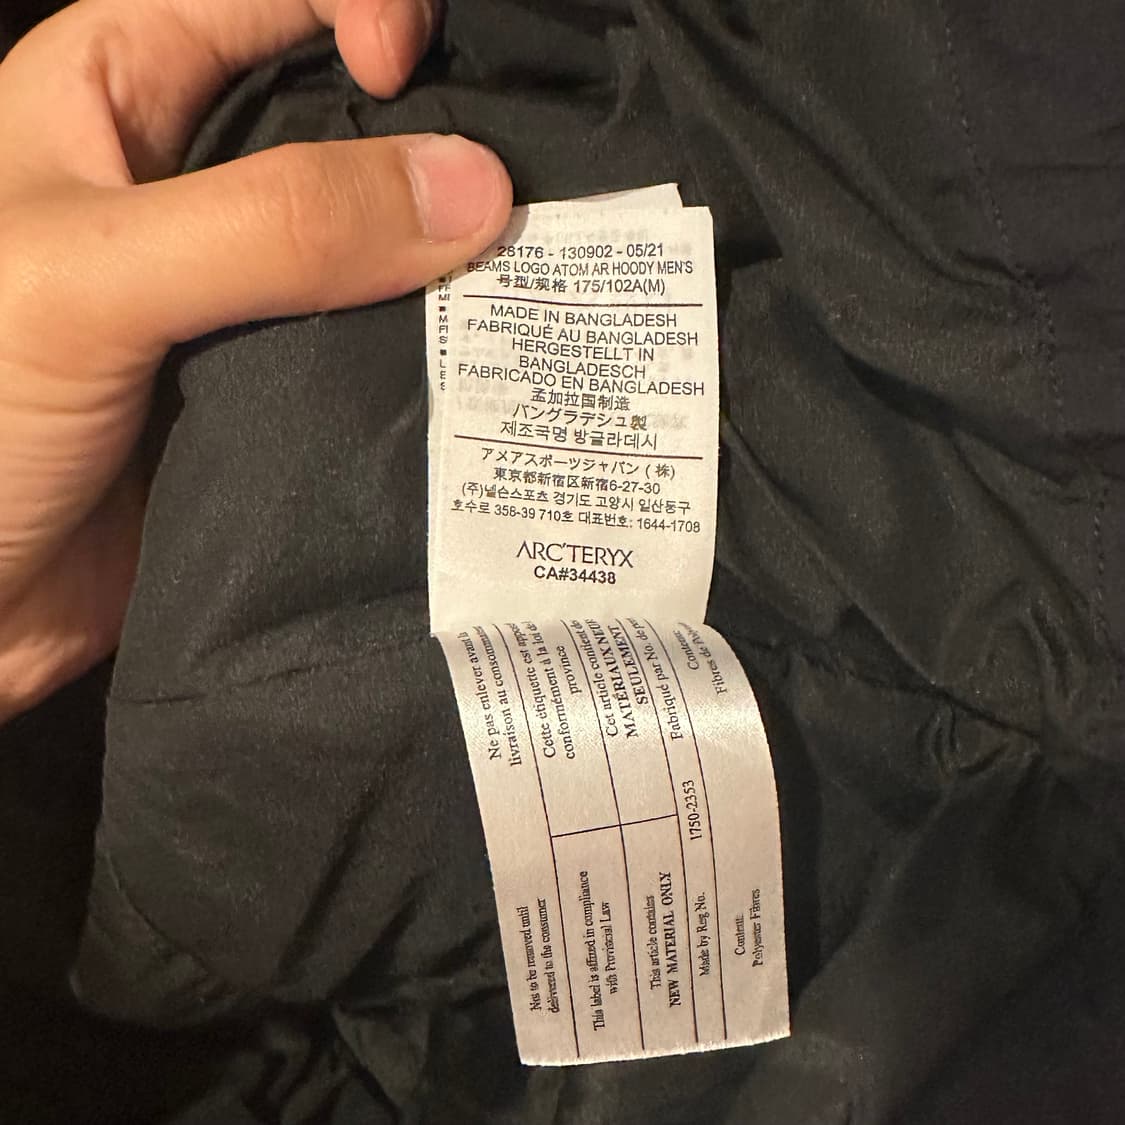 28176 - 130902 - 05/21
BEAMS LOGO ATOM AR HOODY MEN'S
号型/规格 175/102A(M)
MADE IN BANGLADESH
FABRIQUÉ AU BANGLADESH
HERGESTELLT IN
BANGLADESCH
FABRICADO EN BANGLADESH
孟加拉国制造
バングラデシュ製
제조국명 방글라데시
アメアスポーツジャパン (株)
東京都新宿区新宿6-27-30
(주)넬슨스포츠 경기도 고양시 일산동구
호수로 358-39 710호 대표번호: 1644-1708
ARC'TERYX
CA#34438
Ne pas enlever avant
livraison au consommateur
Cette étiquette est
conformément à la loi de
province
Cet article contient
MATÉRIAUX NEUFS
SEULEMENT
Fabriqué par No. de
Contenu
Fibres de
1750-2353
Not to be removed until
delivered to the consumer
This label is affixed in compliance
with Provincial Law
This article contains
NEW MATERIAL ONLY
Made by Reg No.
Content:
Polyester Fibres